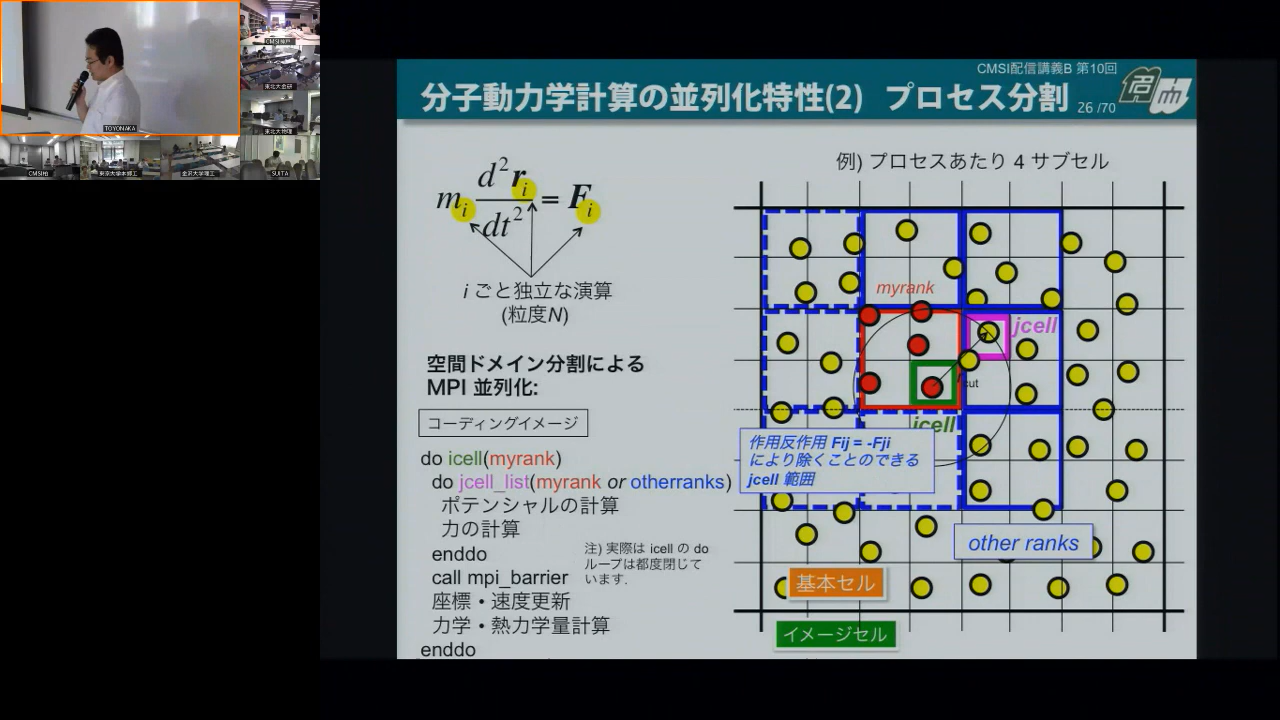 CMSI神戸
東北大金研
TOYONAKA
東北大物理
CMSI柏
東京大学本郷工
金沢大学理工
SUITA
CMSI配信講義B 第10回
分子動力学計算の並列化特性(2) プロセス分割
26 /70
m_i d²r_i / dt² = F_i
i ごと独立な演算
(粒度N)
空間ドメイン分割による
MPI 並列化:
コーディングイメージ
do icell(myrank)
do jcell_list(myrank or otherranks)
ポテンシャルの計算
力の計算
enddo
call mpi_barrier
座標・速度更新
力学・熱力学量計算
enddo
注) 実際は icell の do
ループは都度閉じて
います.
例) プロセスあたり 4 サブセル
myrank
jcell
cut
icell
作用反作用 Fij = -Fji
により除くことのできる
jcell 範囲
other ranks
基本セル
イメージセル